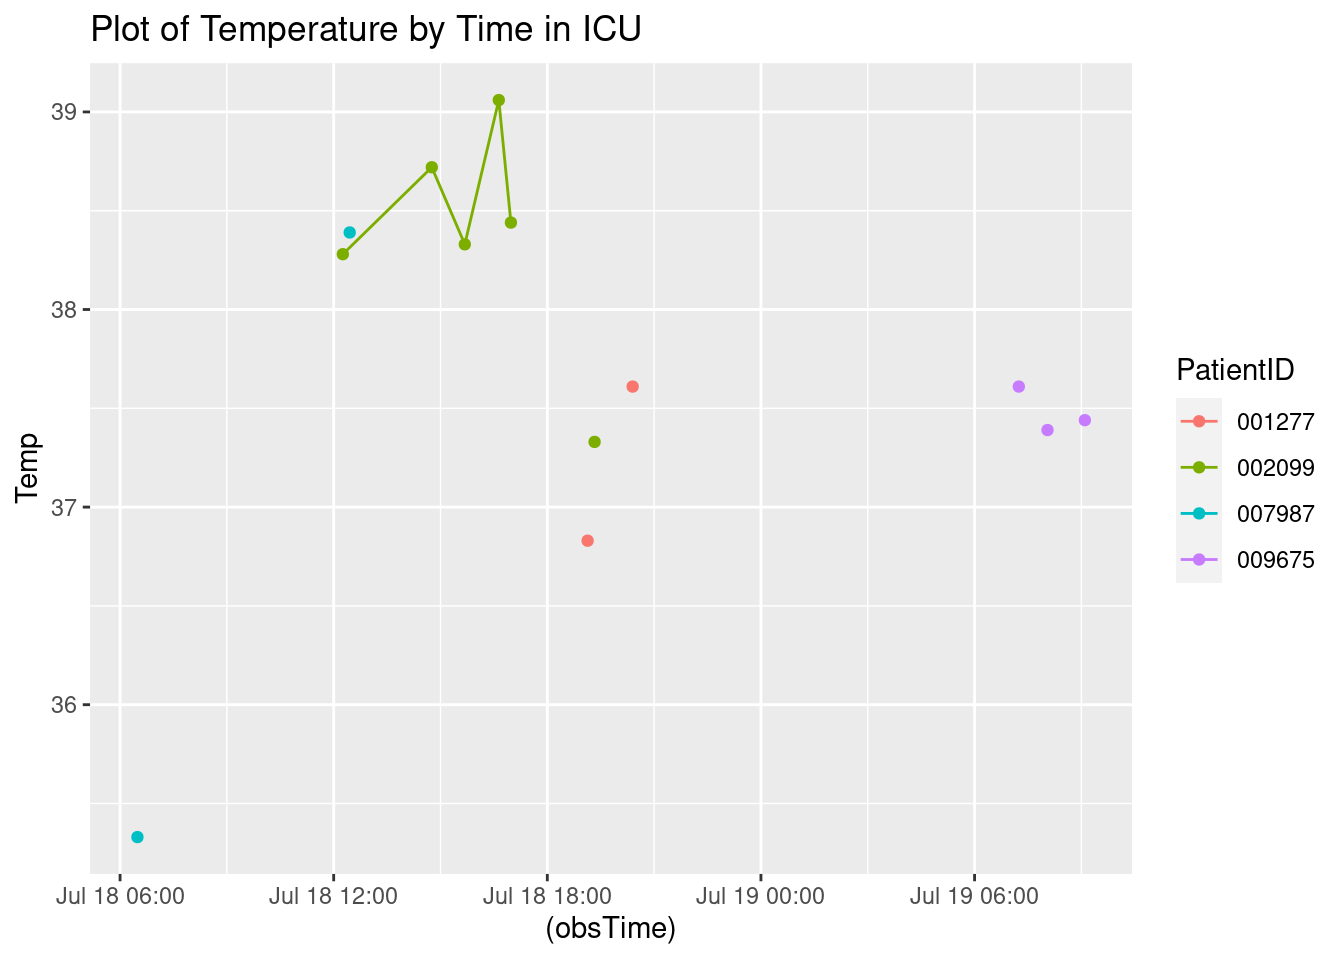 Plot of Temperature by Time in ICU
39
38
37
36
Temp
Jul 18 06:00
Jul 18 12:00
Jul 18 18:00
Jul 19 00:00
Jul 19 06:00
(obsTime)
PatientID
001277
002099
007987
009675